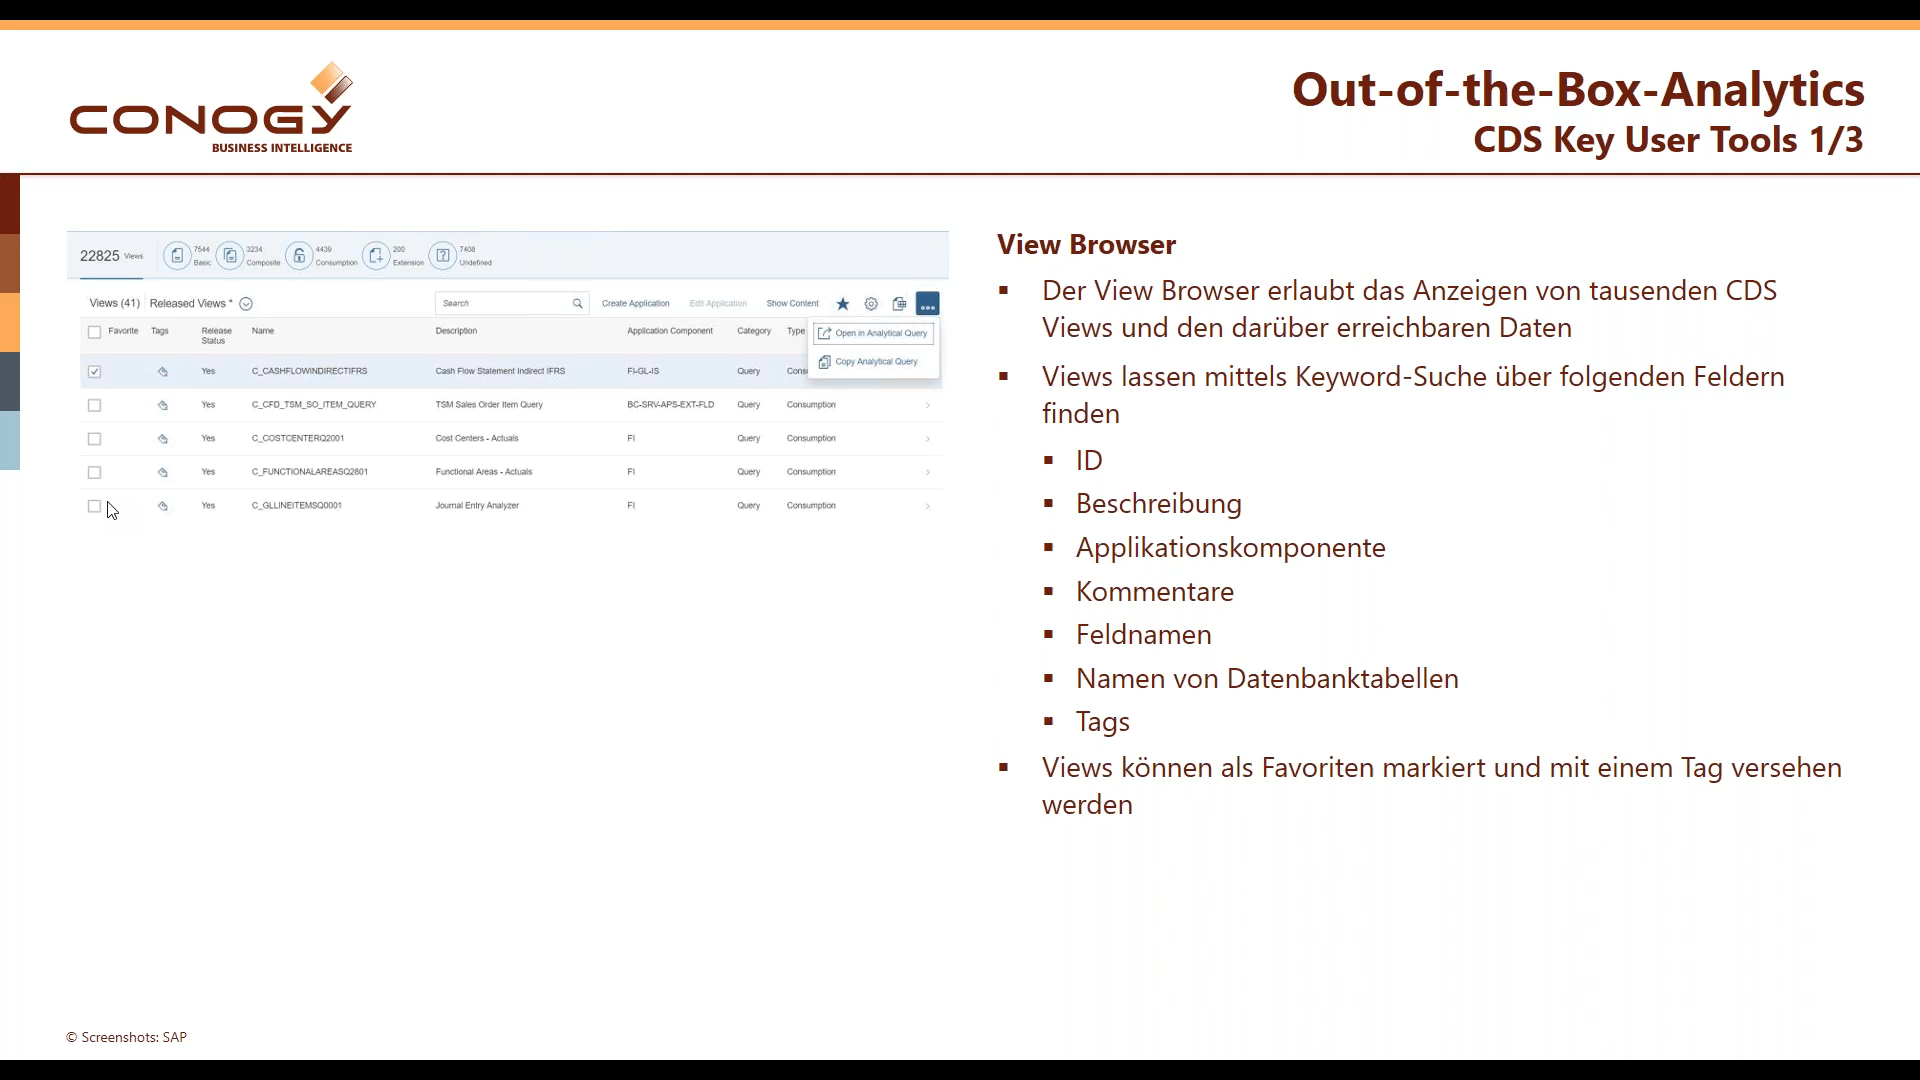 CONOGY
BUSINESS INTELLIGENCE
Out-of-the-Box-Analytics
CDS Key User Tools 1/3
22825 Views
7544 Basic
3234 Composite
4439 Consumption
200 Extension
7408 Undefined
Views (41) Released Views * Search Create Application Edit Application Show Content
Open in Analytical Query
Copy Analytical Query
Favorite Tags Release Status Name Description Application Component Category Type
Yes C_CASHFLOWINDIRECTIFRS Cash Flow Statement Indirect IFRS FI-GL-IS Query Cons
Yes C_CFD_TSM_SO_ITEM_QUERY TSM Sales Order Item Query BC-SRV-APS-EXT-FLD Query Consumption
Yes C_COSTCENTERQ2001 Cost Centers - Actuals FI Query Consumption
Yes C_FUNCTIONALAREASQ2801 Functional Areas - Actuals FI Query Consumption
Yes C_GLLINEITEMSQ0001 Journal Entry Analyzer FI Query Consumption
View Browser
▪ Der View Browser erlaubt das Anzeigen von tausenden CDS
Views und den darüber erreichbaren Daten
▪ Views lassen mittels Keyword-Suche über folgenden Feldern
finden
▪ ID
▪ Beschreibung
▪ Applikationskomponente
▪ Kommentare
▪ Feldnamen
▪ Namen von Datenbanktabellen
▪ Tags
▪ Views können als Favoriten markiert und mit einem Tag versehen
werden
© Screenshots: SAP